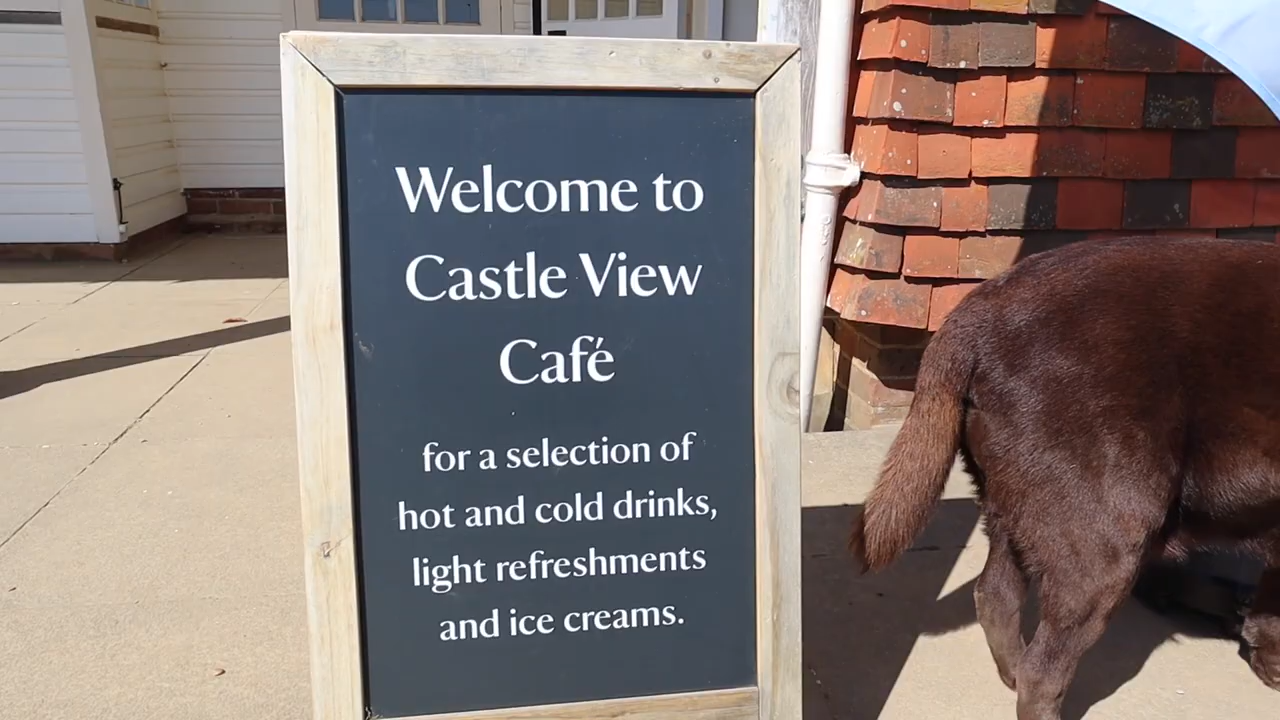 Welcome to
Castle View
Café
for a selection of
hot and cold drinks,
light refreshments
and ice creams.